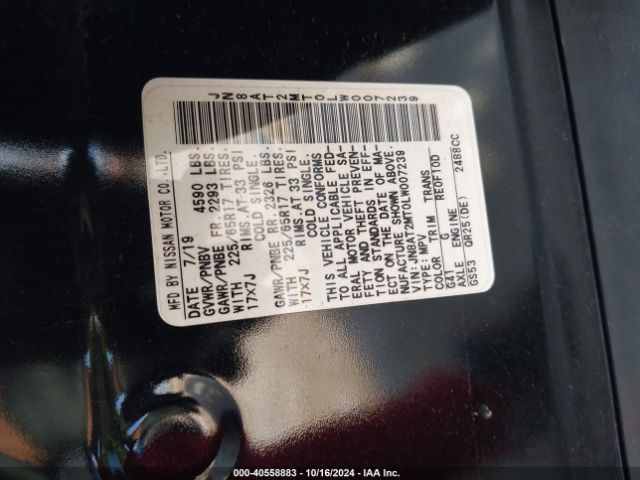 JN8AT2MT0LW007239
MFD BY NISSAN MOTOR CO.,LTD.
DATE 7/19
GVWR/PNBV 4590 LBS.
GAWR/PNBE FR. 2293 LBS.
WITH 225/65R17 TIRES,
17X7J RIMS.AT 33 PSI
COLD SINGLE.
GAWR/PNBE RR. 2326 LBS.
WITH 225/65R17 TIRES,
17X7J RIMS.AT 33 PSI
COLD SINGLE.
THIS VEHICLE CONFORMS
TO ALL APPLICABLE FED-
ERAL MOTOR VEHICLE SA-
FETY AND THEFT PREVEN-
TION STANDARDS IN EFF-
ECT ON THE DATE OF MA-
NUFACTURE SHOWN ABOVE.
VIN:JN8AT2MT0LW007239
TYPE:MPV
COLOR TRIM TRANS
G41 G RE0F10D
AXLE ENGINE
GS53 QR25(DE) 2488CC
000-40558883 / 10/16/2024 - IAA Inc.